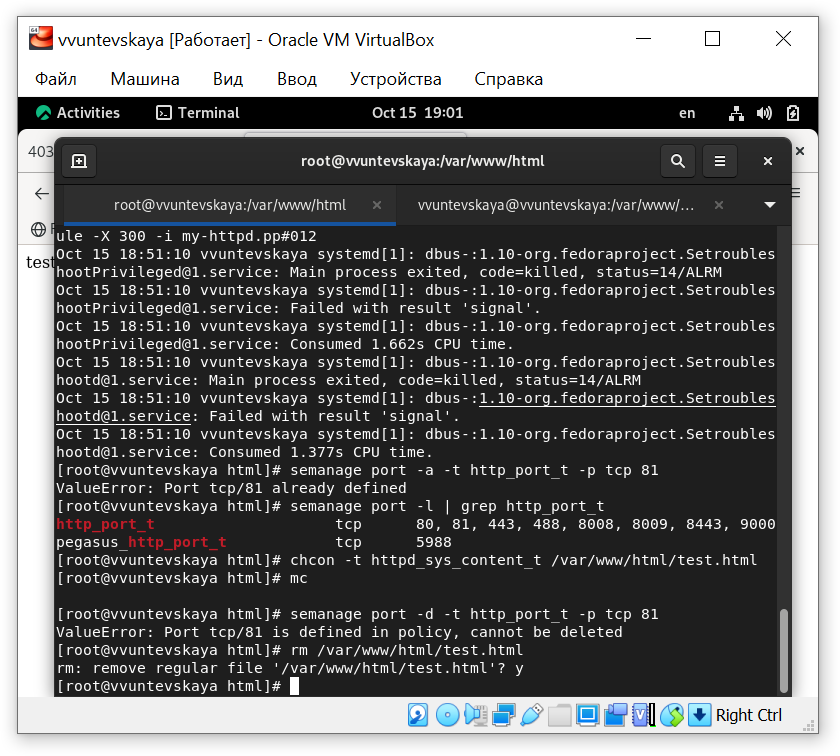 vvuntevskaya [Работает] - Oracle VM VirtualBox
Файл Машина Вид Ввод Устройства Справка
Activities Terminal Oct 15 19:01 en
403
root@vvuntevskaya:/var/www/html
root@vvuntevskaya:/var/www/html vvuntevskaya@vvuntevskaya:/var/www/...
test
ule -X 300 -i my-httpd.pp#012
Oct 15 18:51:10 vvuntevskaya systemd[1]: dbus-:1.10-org.fedoraproject.Setroubles
hootPrivileged@1.service: Main process exited, code=killed, status=14/ALRM
Oct 15 18:51:10 vvuntevskaya systemd[1]: dbus-:1.10-org.fedoraproject.Setroubles
hootPrivileged@1.service: Failed with result 'signal'.
Oct 15 18:51:10 vvuntevskaya systemd[1]: dbus-:1.10-org.fedoraproject.Setroubles
hootPrivileged@1.service: Consumed 1.662s CPU time.
Oct 15 18:51:10 vvuntevskaya systemd[1]: dbus-:1.10-org.fedoraproject.Setroubles
hootd@1.service: Main process exited, code=killed, status=14/ALRM
Oct 15 18:51:10 vvuntevskaya systemd[1]: dbus-:1.10-org.fedoraproject.Setroubles
hootd@1.service: Failed with result 'signal'.
Oct 15 18:51:10 vvuntevskaya systemd[1]: dbus-:1.10-org.fedoraproject.Setroubles
hootd@1.service: Consumed 1.377s CPU time.
[root@vvuntevskaya html]# semanage port -a -t http_port_t -p tcp 81
ValueError: Port tcp/81 already defined
[root@vvuntevskaya html]# semanage port -l | grep http_port_t
http_port_t tcp 80, 81, 443, 488, 8008, 8009, 8443, 9000
pegasus_http_port_t tcp 5988
[root@vvuntevskaya html]# chcon -t httpd_sys_content_t /var/www/html/test.html
[root@vvuntevskaya html]# mc
[root@vvuntevskaya html]# semanage port -d -t http_port_t -p tcp 81
ValueError: Port tcp/81 is defined in policy, cannot be deleted
[root@vvuntevskaya html]# rm /var/www/html/test.html
rm: remove regular file '/var/www/html/test.html'? y
[root@vvuntevskaya html]#
Right Ctrl